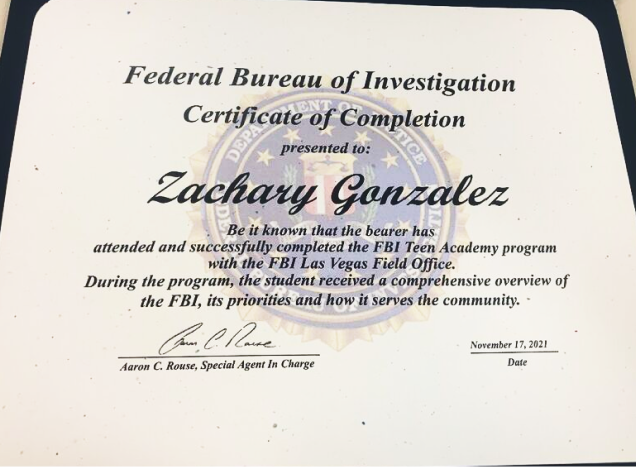 Federal Bureau of Investigation
Certificate of Completion
presented to:
Zachary Gonzalez
Be it known that the bearer has
attended and successfully completed the FBI Teen Academy program
with the FBI Las Vegas Field Office.
During the program, the student received a comprehensive overview of
the FBI, its priorities and how it serves the community.
Aaron C. Rouse
Aaron C. Rouse, Special Agent In Charge
November 17, 2021
Date
DEPARTMENT OF JUSTICE